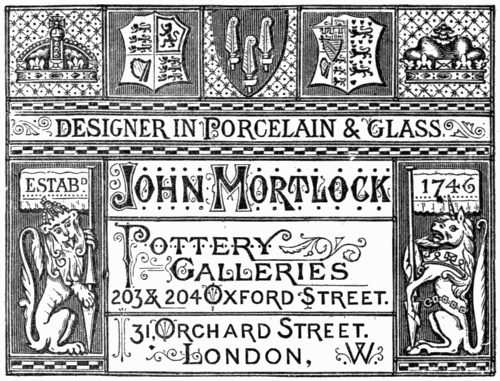 DESIGNER IN PORCELAIN & GLASS
ESTABD 1746
JOHN MORTLOCK
POTTERY
GALLERIES
203 & 204 OXFORD STREET.
31, ORCHARD STREET.
LONDON, W.